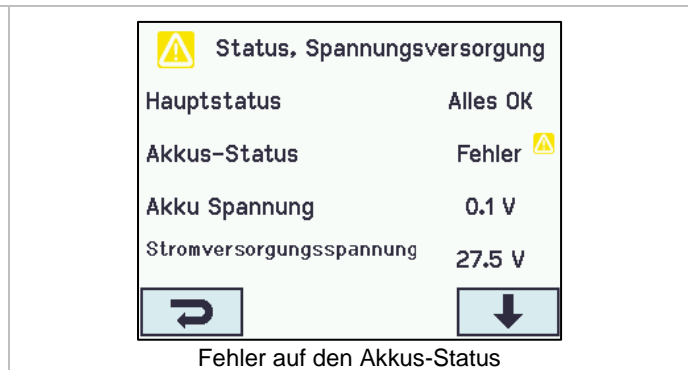 Status, Spannungsversorgung
Hauptstatus Alles OK
Akkus-Status Fehler
Akku Spannung 0.1 V
Stromversorgungsspannung 27.5 V
Fehler auf den Akkus-Status